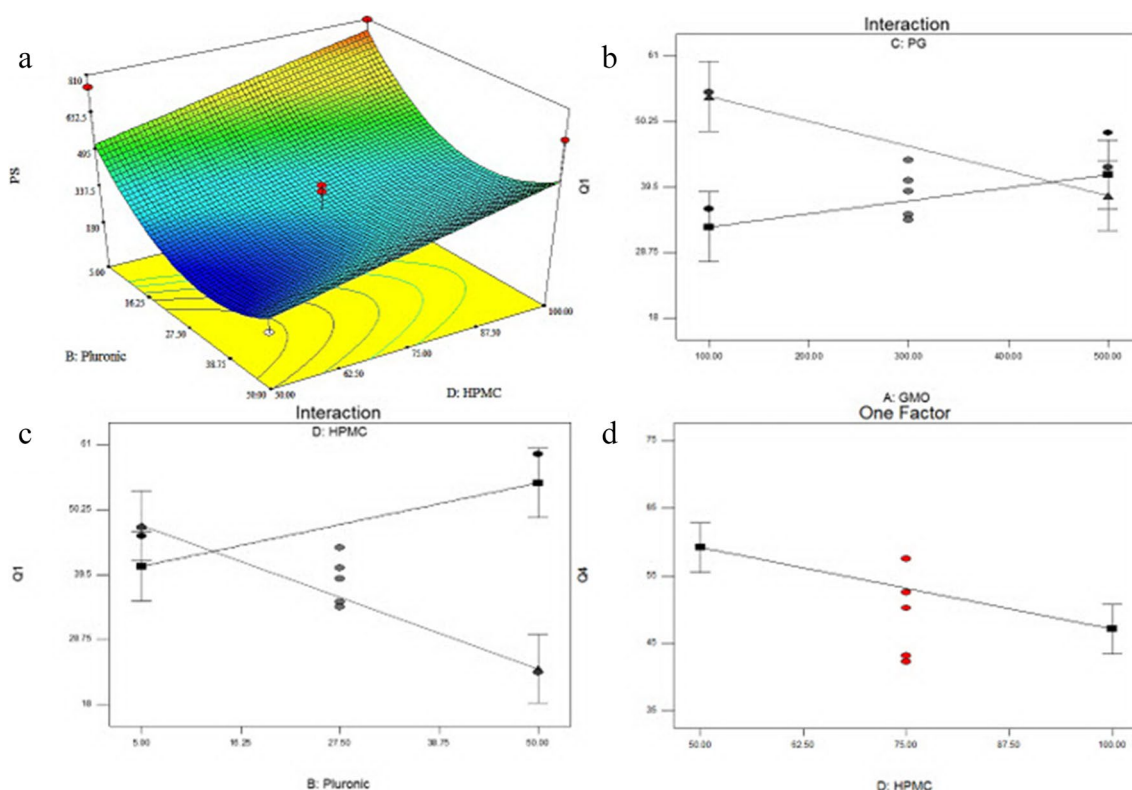 a
810
652.5
495
337.5
180
PS
5.00
16.25
27.50
38.75
50.00
B: Pluronic
50.00
62.50
75.00
87.50
100.00
D: HPMC
b
Interaction
C: PG
61
50.25
39.5
28.75
18
Q1
100.00 200.00 300.00 400.00 500.00
A: GMO
c
Interaction
D: HPMC
61
50.25
39.5
28.75
18
Q1
5.00 16.25 27.50 38.75 50.00
B: Pluronic
d
One Factor
75
65
55
45
35
Q4
50.00 62.50 75.00 87.50 100.00
D: HPMC